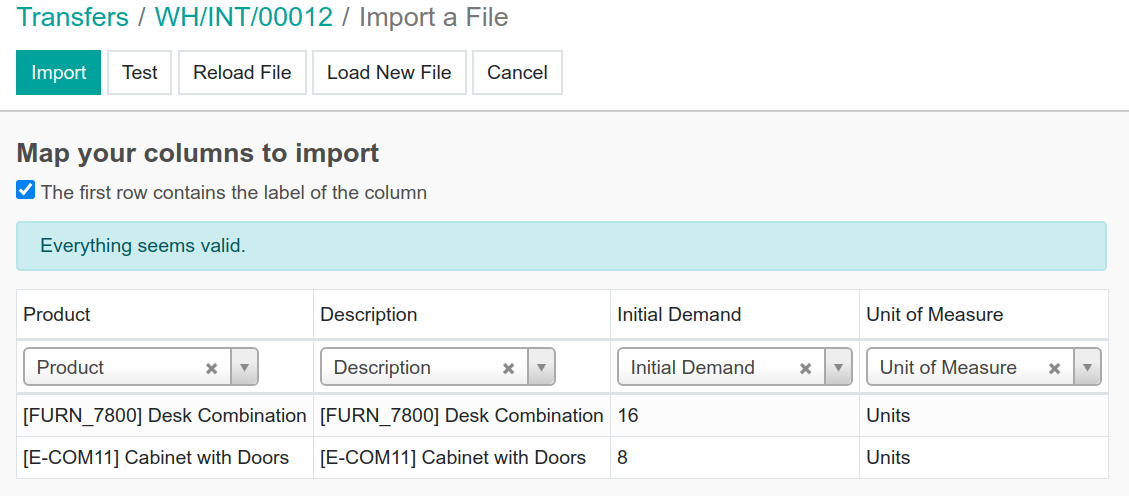 Transfers / WH/INT/00012 / Import a File
Import Test Reload File Load New File Cancel
Map your columns to import
The first row contains the label of the column
Everything seems valid.
Product Description Initial Demand Unit of Measure
Product Description Initial Demand Unit of Measure
[FURN_7800] Desk Combination [FURN_7800] Desk Combination 16 Units
[E-COM11] Cabinet with Doors [E-COM11] Cabinet with Doors 8 Units